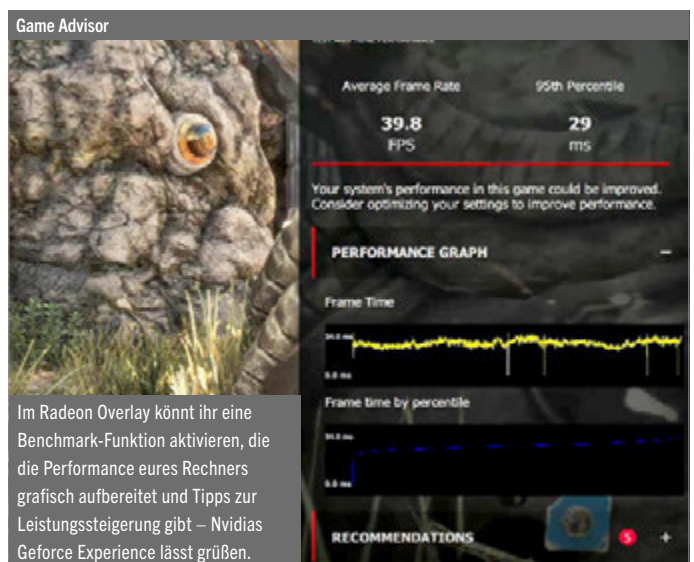 Game Advisor
Average Frame Rate
95th Percentile
39.8
29
FPS
ms
Your system's performance in this game could be improved.
Consider optimizing your settings to improve performance.
PERFORMANCE GRAPH
Frame Time
Frame time by percentile
0.0 ms
RECOMMENDATIONS
5
Im Radeon Overlay könnt ihr eine
Benchmark-Funktion aktivieren, die
die Performance eures Rechners
grafisch aufbereitet und Tipps zur
Leistungssteigerung gibt – Nvidias
Geforce Experience lässt grüßen.